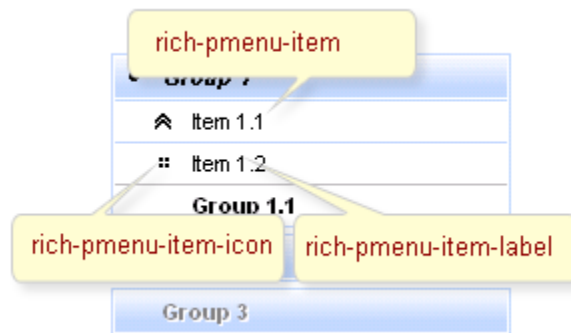 rich-pmenu-item
Group 1
Item 1.1
Item 1.2
Group 1.1
rich-pmenu-item-icon
rich-pmenu-item-label
Group 3